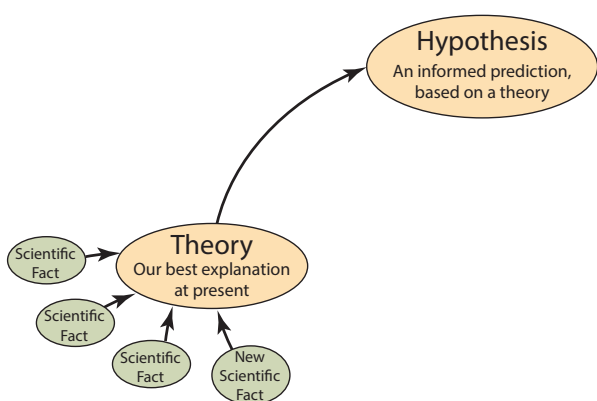 Hypothesis
An informed prediction,
based on a theory
Theory
Our best explanation
at present
Scientific
Fact
Scientific
Fact
Scientific
Fact
New
Scientific
Fact